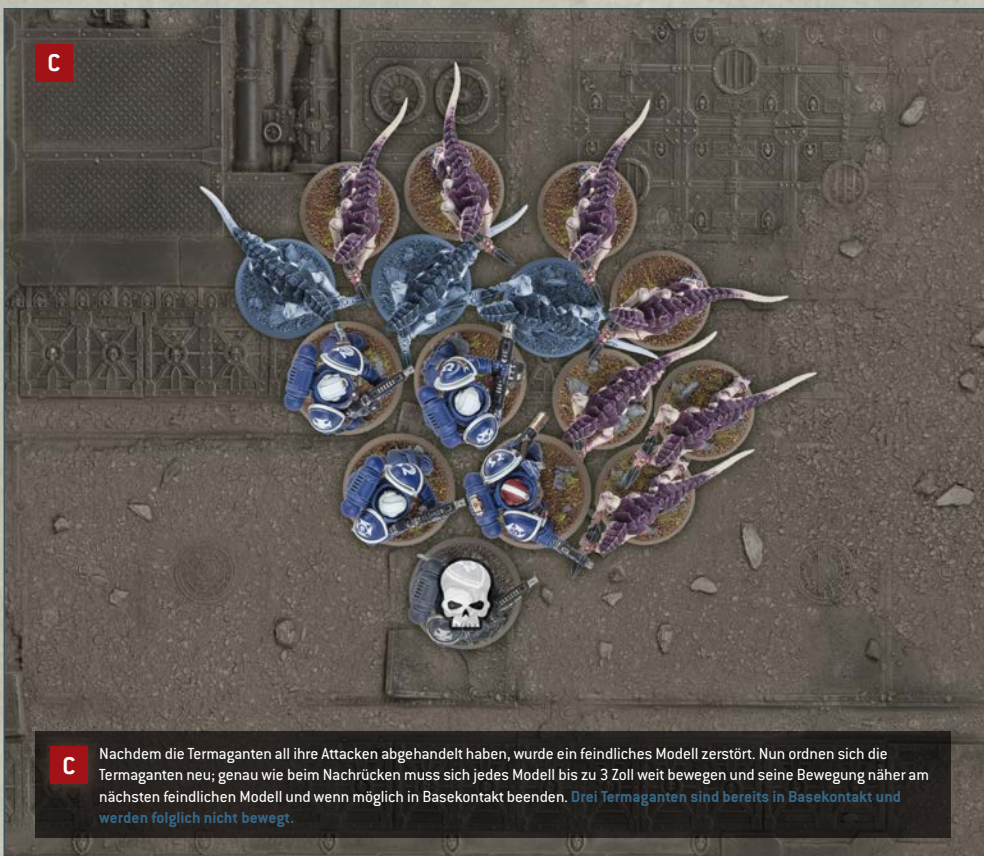 C
C
Nachdem die Termaganten all ihre Attacken abgehandelt haben, wurde ein feindliches Modell zerstört. Nun ordnen sich die
Termaganten neu; genau wie beim Nachrücken muss sich jedes Modell bis zu 3 Zoll weit bewegen und seine Bewegung näher am
nächsten feindlichen Modell und wenn möglich in Basekontakt beenden. Drei Termaganten sind bereits in Basekontakt und
werden folglich nicht bewegt.